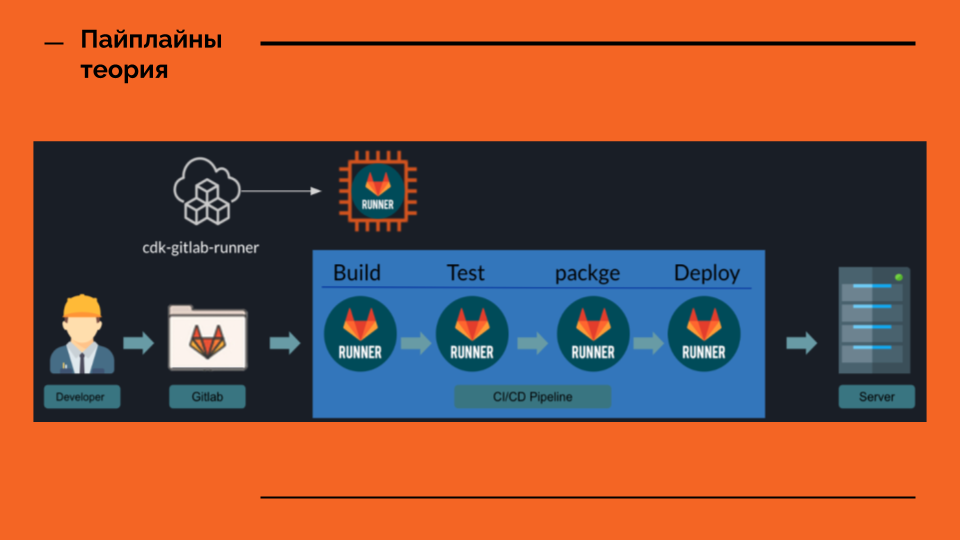 Пайплайны
теория
RUNNER
cdk-gitlab-runner
Build Test packge Deploy
RUNNER RUNNER RUNNER RUNNER
Developer Gitlab CI/CD Pipeline Server